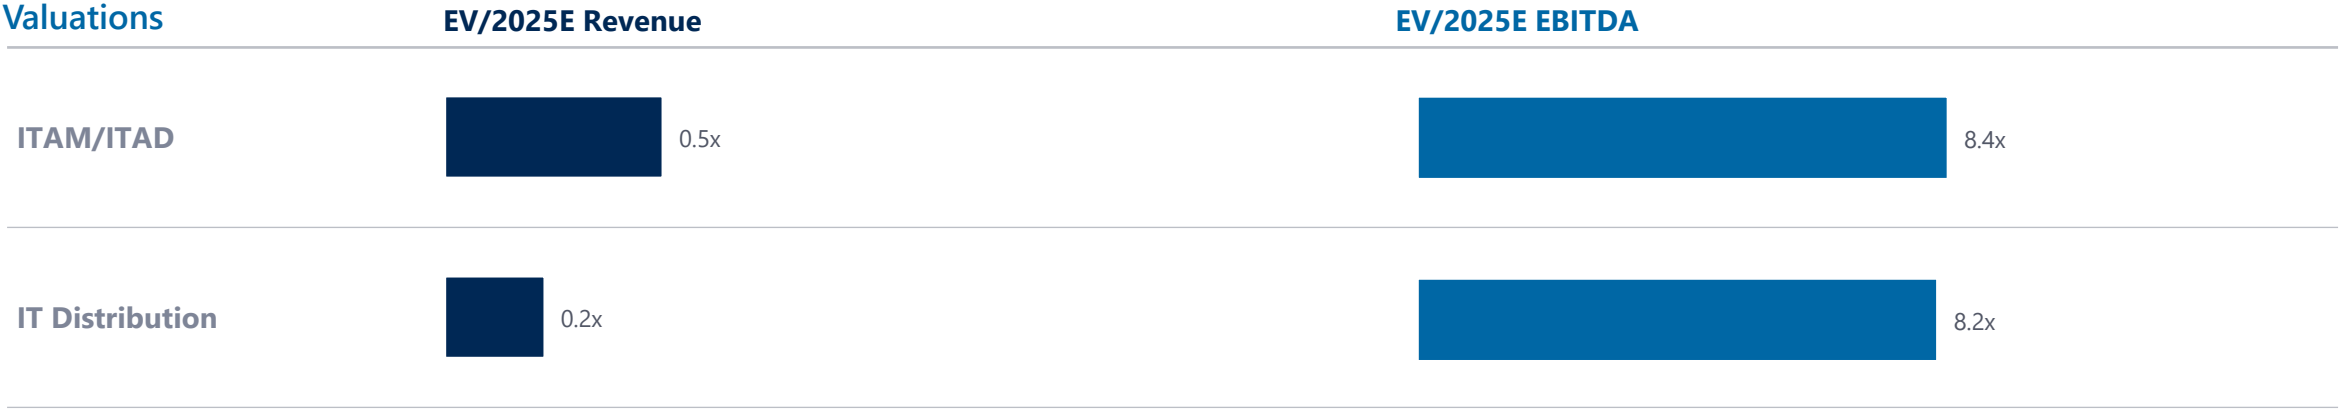 Valuations EV/2025E Revenue EV/2025E EBITDA
ITAM/ITAD 0.5x 8.4x
IT Distribution 0.2x 8.2x